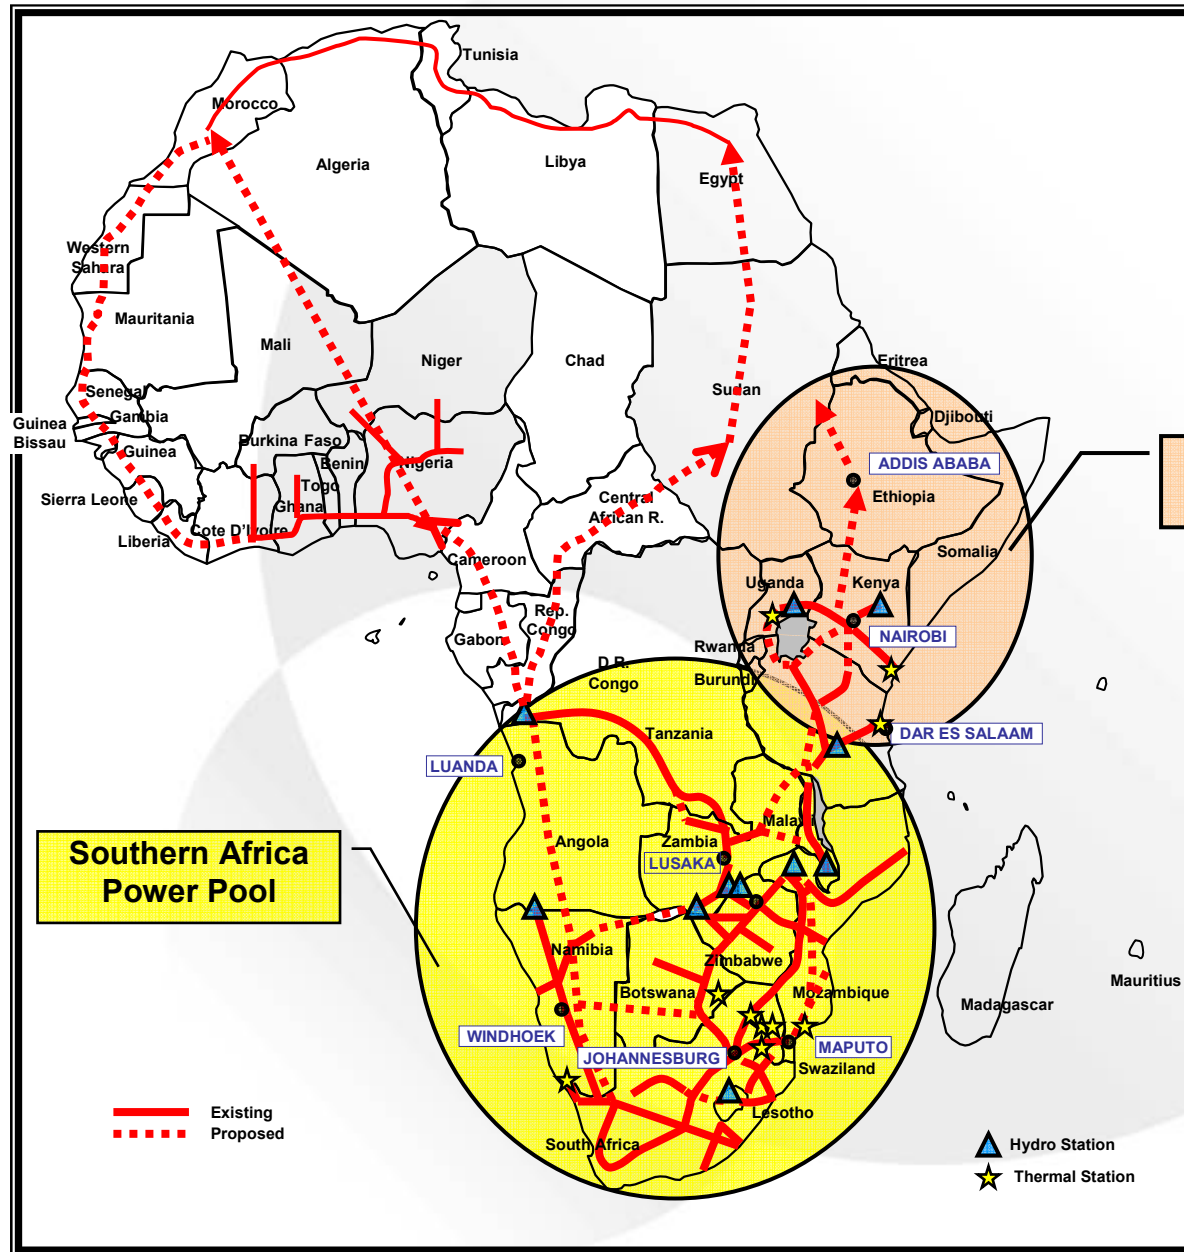 Tunisia
Morocco
Algeria
Libya
Egypt
Western
Sahara
Mauritania
Mali
Niger
Chad
Sudan
Eritrea
Senegal
Gambia
Guinea
Bissau
Guinea
Burkina Faso
Benin
Nigeria
Togo
Ghana
Sierra Leone
Liberia
Cote D'Ivoire
Djibouti
ADDIS ABABA
Ethiopia
Central
African R.
Somalia
Cameroon
Uganda
Kenya
Rep.
Congo
Gabon
NAIROBI
Rwanda
Burundi
D.R.
Congo
Tanzania
DAR ES SALAAM
LUANDA
Southern Africa
Power Pool
Angola
Zambia
Malawi
LUSAKA
Namibia
Zimbabwe
Botswana
Mozambique
Madagascar
Mauritius
WINDHOEK
JOHANNESBURG
MAPUTO
Swaziland
Lesotho
South Africa
Existing
Proposed
Hydro Station
Thermal Station